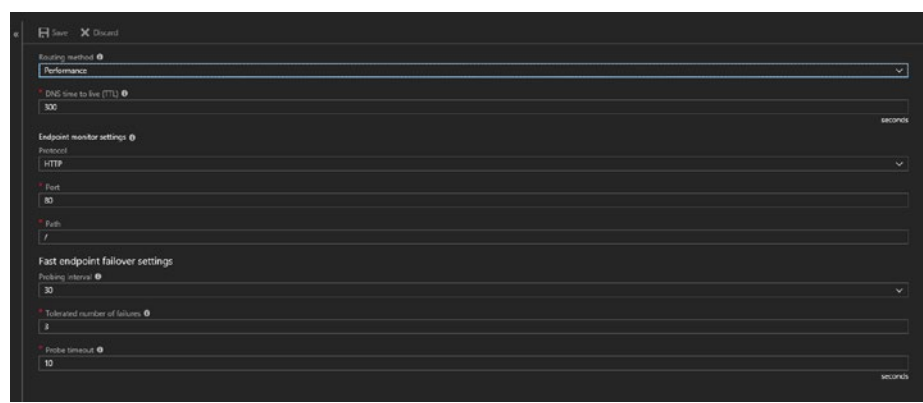 «
Save Discard
Routing method
Performance
* DNS time to live (TTL)
300
seconds
Endpoint monitor settings
Protocol
HTTP
* Port
80
* Path
/
Fast endpoint failover settings
Probing interval
30
* Tolerated number of failures
3
* Probe timeout
10
seconds